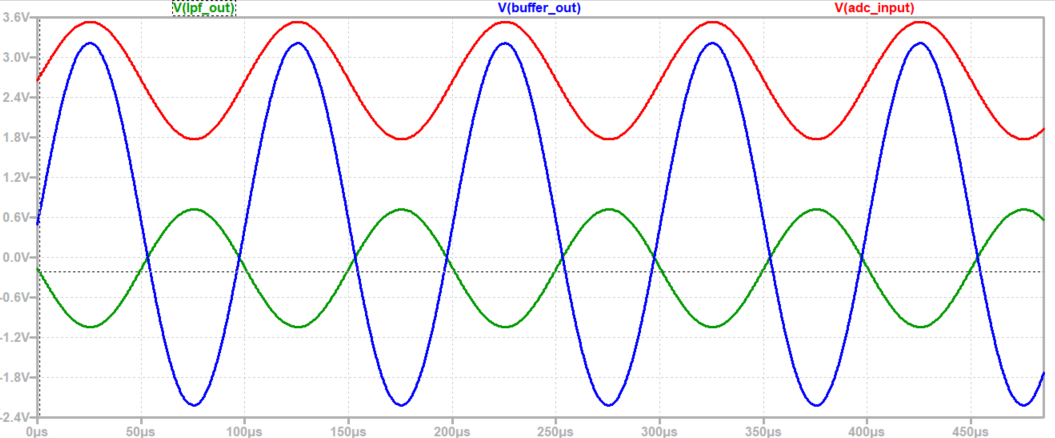 V(lpf_out) V(buffer_out) V(adc_input)
3.6V
3.0V
2.4V
1.8V
1.2V
0.6V
0.0V
-0.6V
-1.2V
-1.8V
-2.4V
0µs 50µs 100µs 150µs 200µs 250µs 300µs 350µs 400µs 450µs